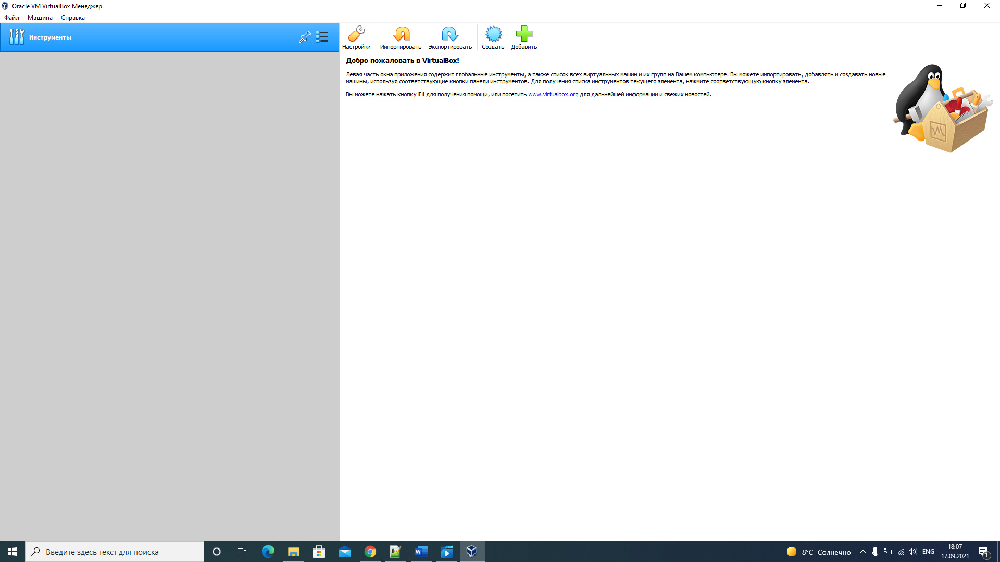 Oracle VM VirtualBox Менеджер
Файл Машина Справка
Инструменты
Настройки Импортировать Экспортировать Создать Добавить
Добро пожаловать в VirtualBox!
Левая часть окна приложения содержит глобальные инструменты, а также список всех виртуальных машин и их групп на Вашем компьютере. Вы можете импортировать, добавлять и создавать новые
машины, используя соответствующие кнопки панели инструментов. Для получения списка инструментов текущего элемента, нажмите соответствующую кнопку элемента.
Вы можете нажать кнопку F1 для получения помощи, или посетить www.virtualbox.org для дальнейшей информации и свежих новостей.
Введите здесь текст для поиска
8°C Солнечно
ENG
18:07
17.09.2021
1